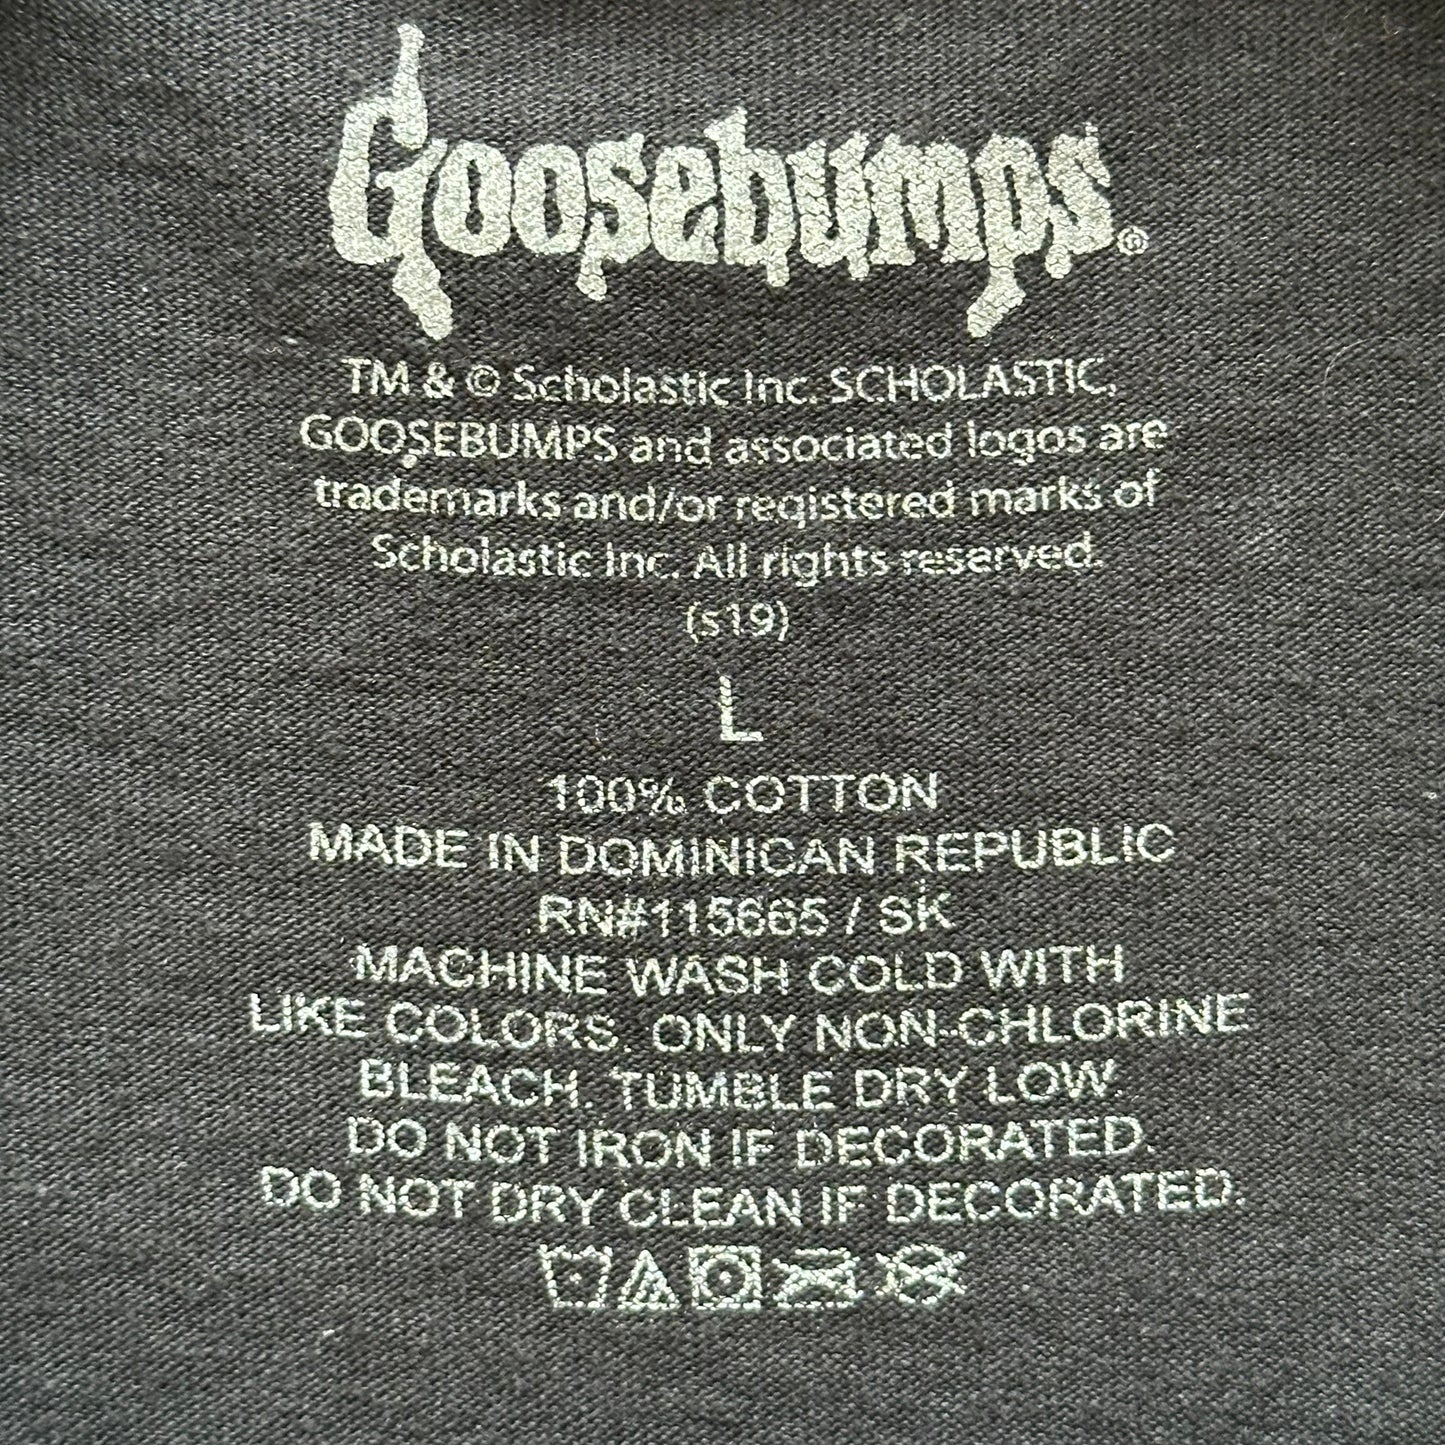 Goosebumps®
TM & © Scholastic Inc. SCHOLASTIC,
GOOSEBUMPS and associated logos are
trademarks and/or registered marks of
Scholastic Inc. All rights reserved.
(s19)
L
100% COTTON
MADE IN DOMINICAN REPUBLIC
RN#115665 / SK
MACHINE WASH COLD WITH
LIKE COLORS. ONLY NON-CHLORINE
BLEACH. TUMBLE DRY LOW.
DO NOT IRON IF DECORATED.
DO NOT DRY CLEAN IF DECORATED.